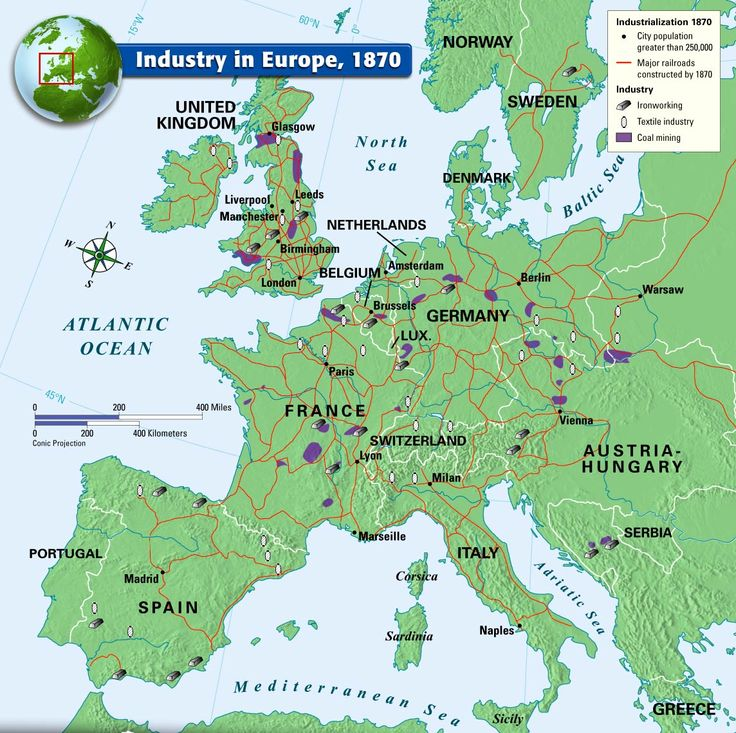 Industry in Europe, 1870
15°W
60°N
0°
15°E
Industrialization 1870
City population
greater than 250,000
Major railroads
constructed by 1870
Industry
Ironworking
Textile industry
Coal mining
NORWAY
SWEDEN
UNITED
KINGDOM
Glasgow
North
Sea
Baltic Sea
DENMARK
Liverpool
Leeds
Manchester
NETHERLANDS
Birmingham
BELGIUM
Amsterdam
London
Berlin
Warsaw
Brussels
GERMANY
N
W
E
S
ATLANTIC
OCEAN
LUX.
Paris
45°N
0
200
400 Miles
0
200
400 Kilometers
Conic Projection
FRANCE
Vienna
SWITZERLAND
AUSTRIA-
HUNGARY
Lyon
Milan
Marseille
SERBIA
PORTUGAL
ITALY
Madrid
Corsica
Adriatic Sea
SPAIN
Sardinia
Naples
Mediterranean Sea
Sicily
GREECE